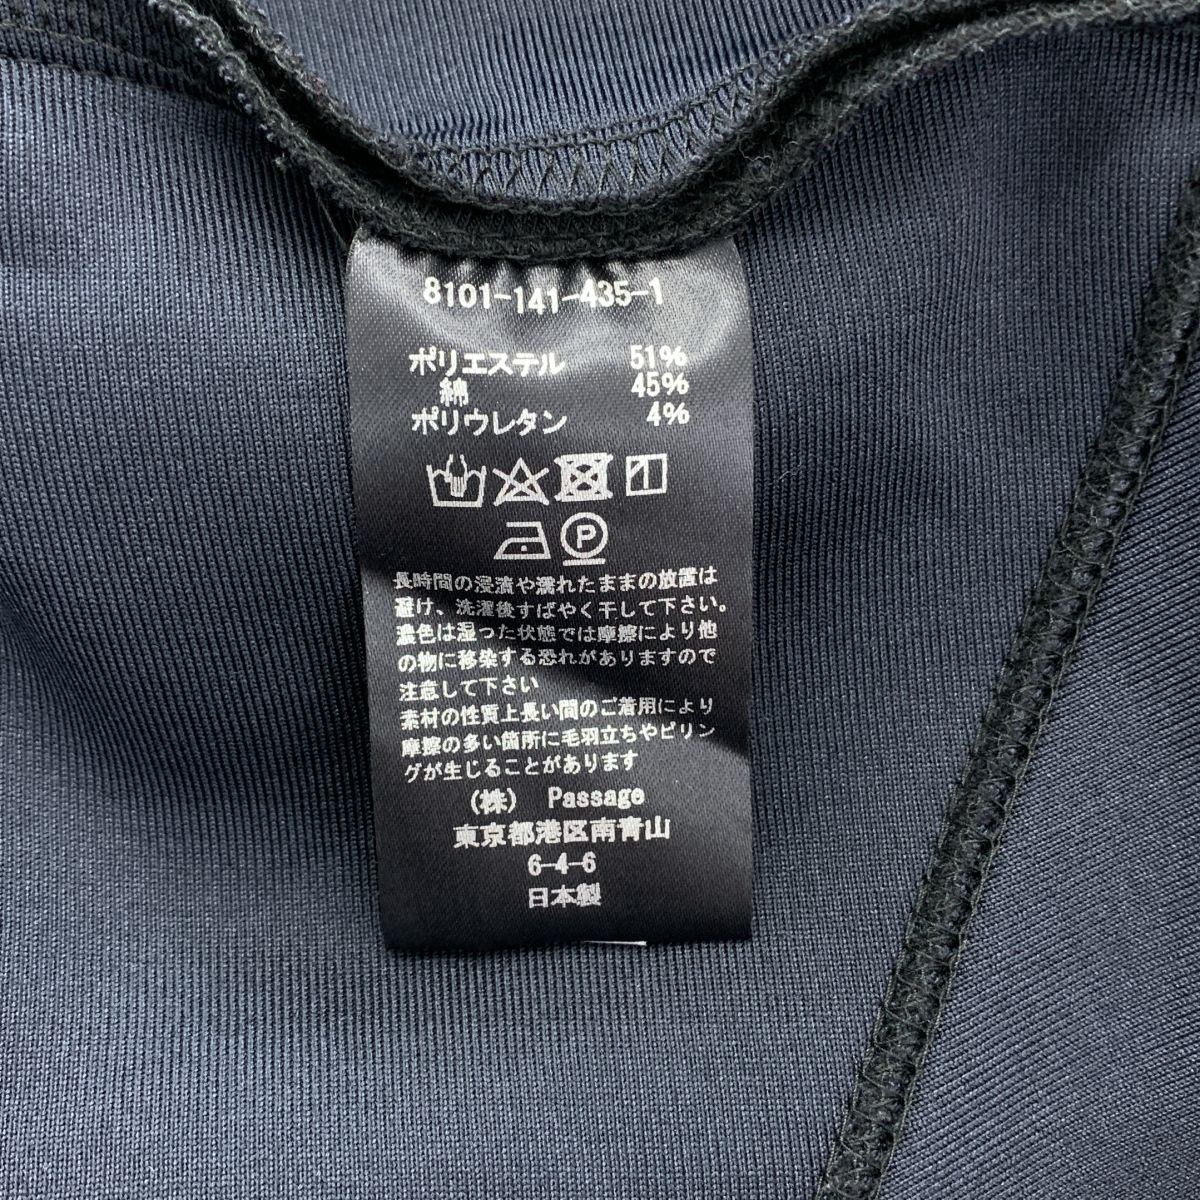 8101-141-435-1
ポリエステル 51%
綿 45%
ポリウレタン 4%
P
長時間の浸漬や濡れたままの放置は
避け、洗濯後すばやく干して下さい。
濃色は湿った状態では摩擦により他
の物に移染する恐れがありますので
注意して下さい
素材の性質上長い間のご着用により
摩擦の多い箇所に毛羽立ちやピリン
グが生じることがあります
(株) Passage
東京都港区南青山
6-4-6
日本製